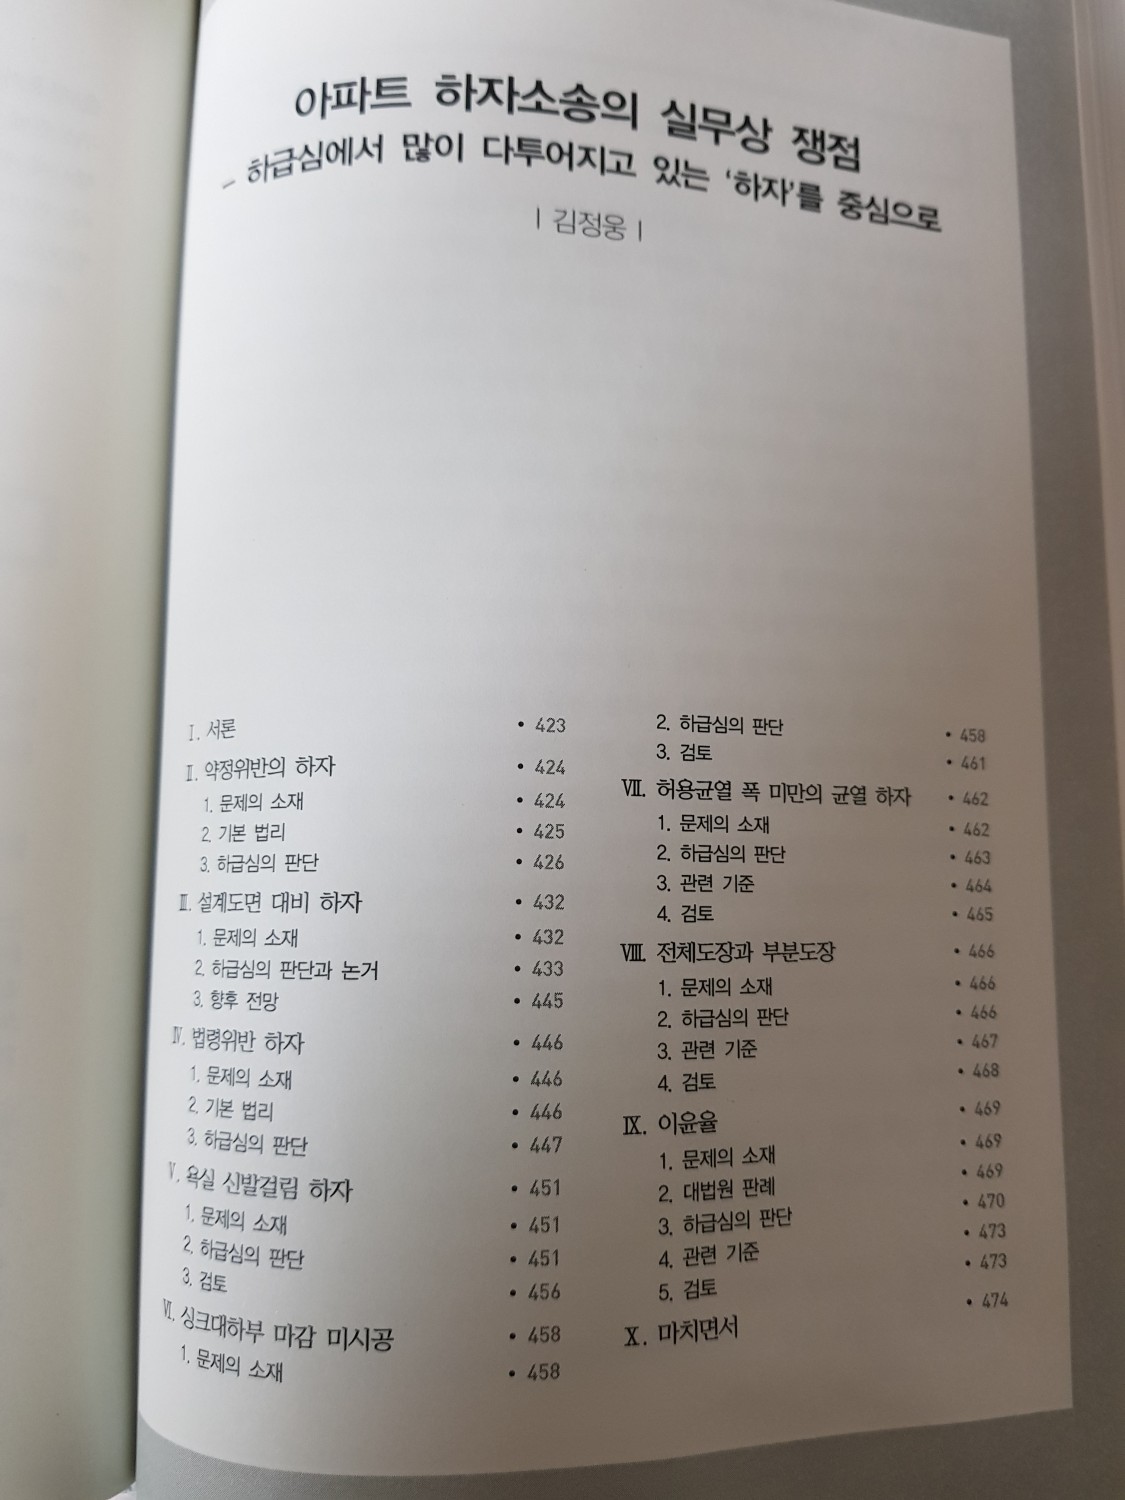 아파트 하자소송의 실무상 쟁점
– 하급심에서 많이 다투어지고 있는 '하자'를 중심으로
| 김정웅 |
Ⅰ. 서론 • 423
Ⅱ. 약정위반의 하자 • 424
1. 문제의 소재 • 424
2. 기본 법리 • 425
3. 하급심의 판단 • 426
Ⅲ. 설계도면 대비 하자 • 432
1. 문제의 소재 • 432
2. 하급심의 판단과 논거 • 433
3. 향후 전망 • 445
Ⅳ. 법령위반 하자 • 446
1. 문제의 소재 • 446
2. 기본 법리 • 446
3. 하급심의 판단 • 447
Ⅴ. 욕실 신발걸림 하자 • 451
1. 문제의 소재 • 451
2. 하급심의 판단 • 451
3. 검토 • 456
Ⅵ. 싱크대하부 마감 미시공 • 458
1. 문제의 소재 • 458
2. 하급심의 판단 • 458
3. 검토 • 461
Ⅶ. 허용균열 폭 미만의 균열 하자 • 462
1. 문제의 소재 • 462
2. 하급심의 판단 • 463
3. 관련 기준 • 464
4. 검토 • 465
Ⅷ. 전체도장과 부분도장 • 466
1. 문제의 소재 • 466
2. 하급심의 판단 • 466
3. 관련 기준 • 467
4. 검토 • 468
Ⅸ. 이윤율 • 469
1. 문제의 소재 • 469
2. 대법원 판례 • 469
3. 하급심의 판단 • 470
4. 관련 기준 • 473
5. 검토 • 473
Ⅹ. 마치면서 • 474